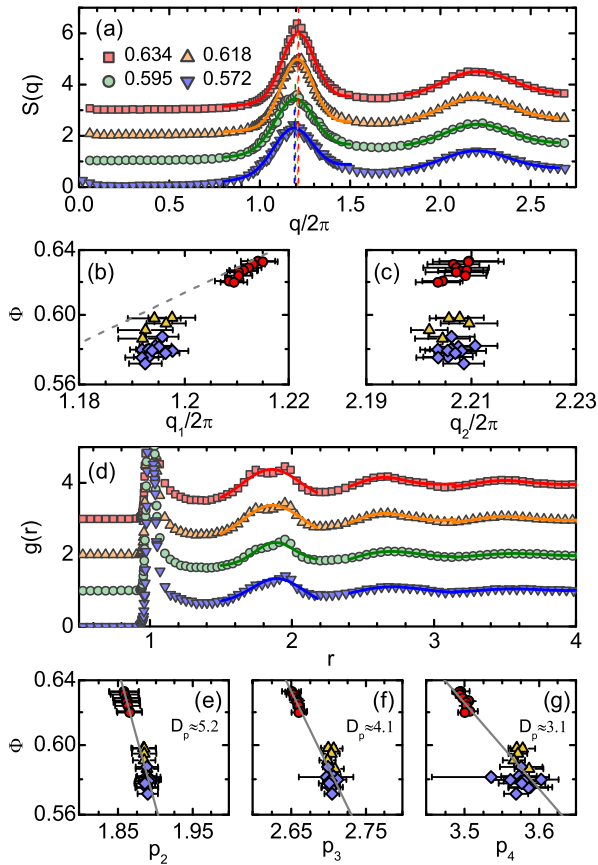 (a)
0.634 0.618
0.595 0.572
S(q)
6
4
2
0
0.0 0.5 1.0 1.5 2.0 2.5
q/2π
(b) (c)
Φ
0.64
0.60
0.56
1.18 1.20 1.22 2.19 2.21 2.23
q₁/2π q₂/2π
(d)
g(r)
4
2
0
1 2 3 4
r
(e) (f) (g)
Dₚ≈5.2 Dₚ≈4.1 Dₚ≈3.1
Φ
0.64
0.60
0.56
1.85 1.95 2.65 2.75 3.5 3.6
p₂ p₃ p₄